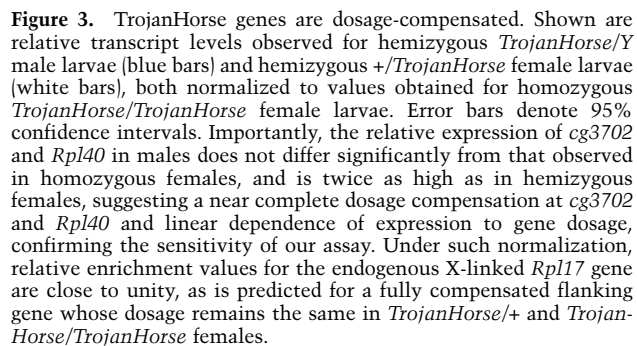 Figure 3. TrojanHorse genes are dosage-compensated. Shown are
relative transcript levels observed for hemizygous TrojanHorse/Y
male larvae (blue bars) and hemizygous +/TrojanHorse female larvae
(white bars), both normalized to values obtained for homozygous
TrojanHorse/TrojanHorse female larvae. Error bars denote 95%
confidence intervals. Importantly, the relative expression of cg3702
and Rpl40 in males does not differ significantly from that observed
in homozygous females, and is twice as high as in hemizygous
females, suggesting a near complete dosage compensation at cg3702
and Rpl40 and linear dependence of expression to gene dosage,
confirming the sensitivity of our assay. Under such normalization,
relative enrichment values for the endogenous X-linked Rpl17 gene
are close to unity, as is predicted for a fully compensated flanking
gene whose dosage remains the same in TrojanHorse/+ and Trojan-
Horse/TrojanHorse females.